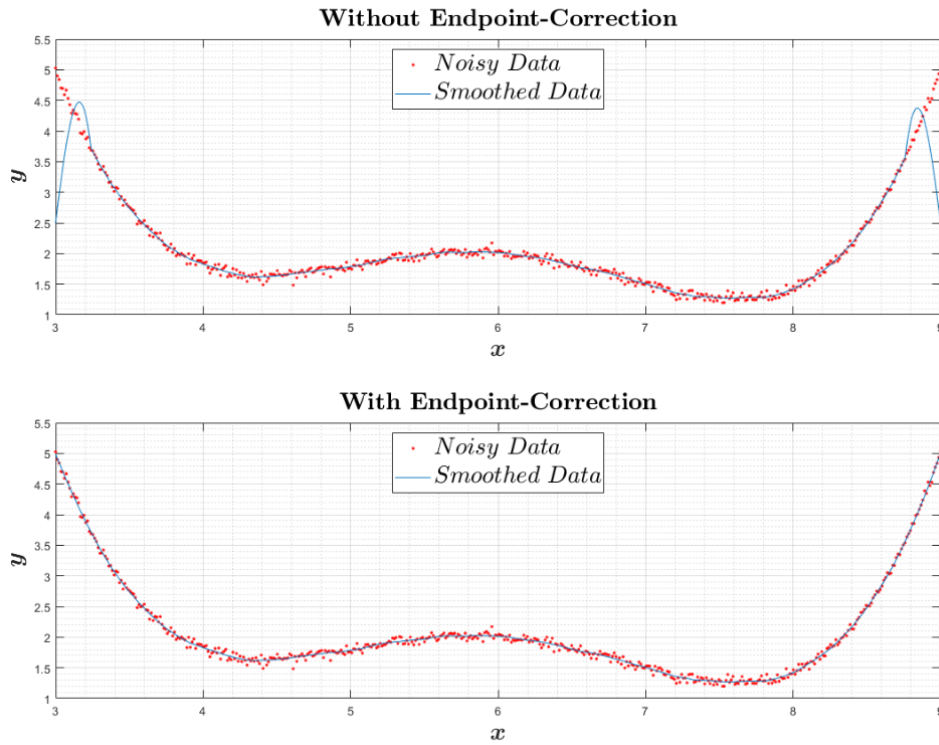 Without Endpoint-Correction
5.5
5
4.5
4
3.5
3
2.5
2
1.5
1
y
Noisy Data
Smoothed Data
3 4 5 6 7 8 9
x
With Endpoint-Correction
5.5
5
4.5
4
3.5
3
2.5
2
1.5
1
y
Noisy Data
Smoothed Data
3 4 5 6 7 8 9
x